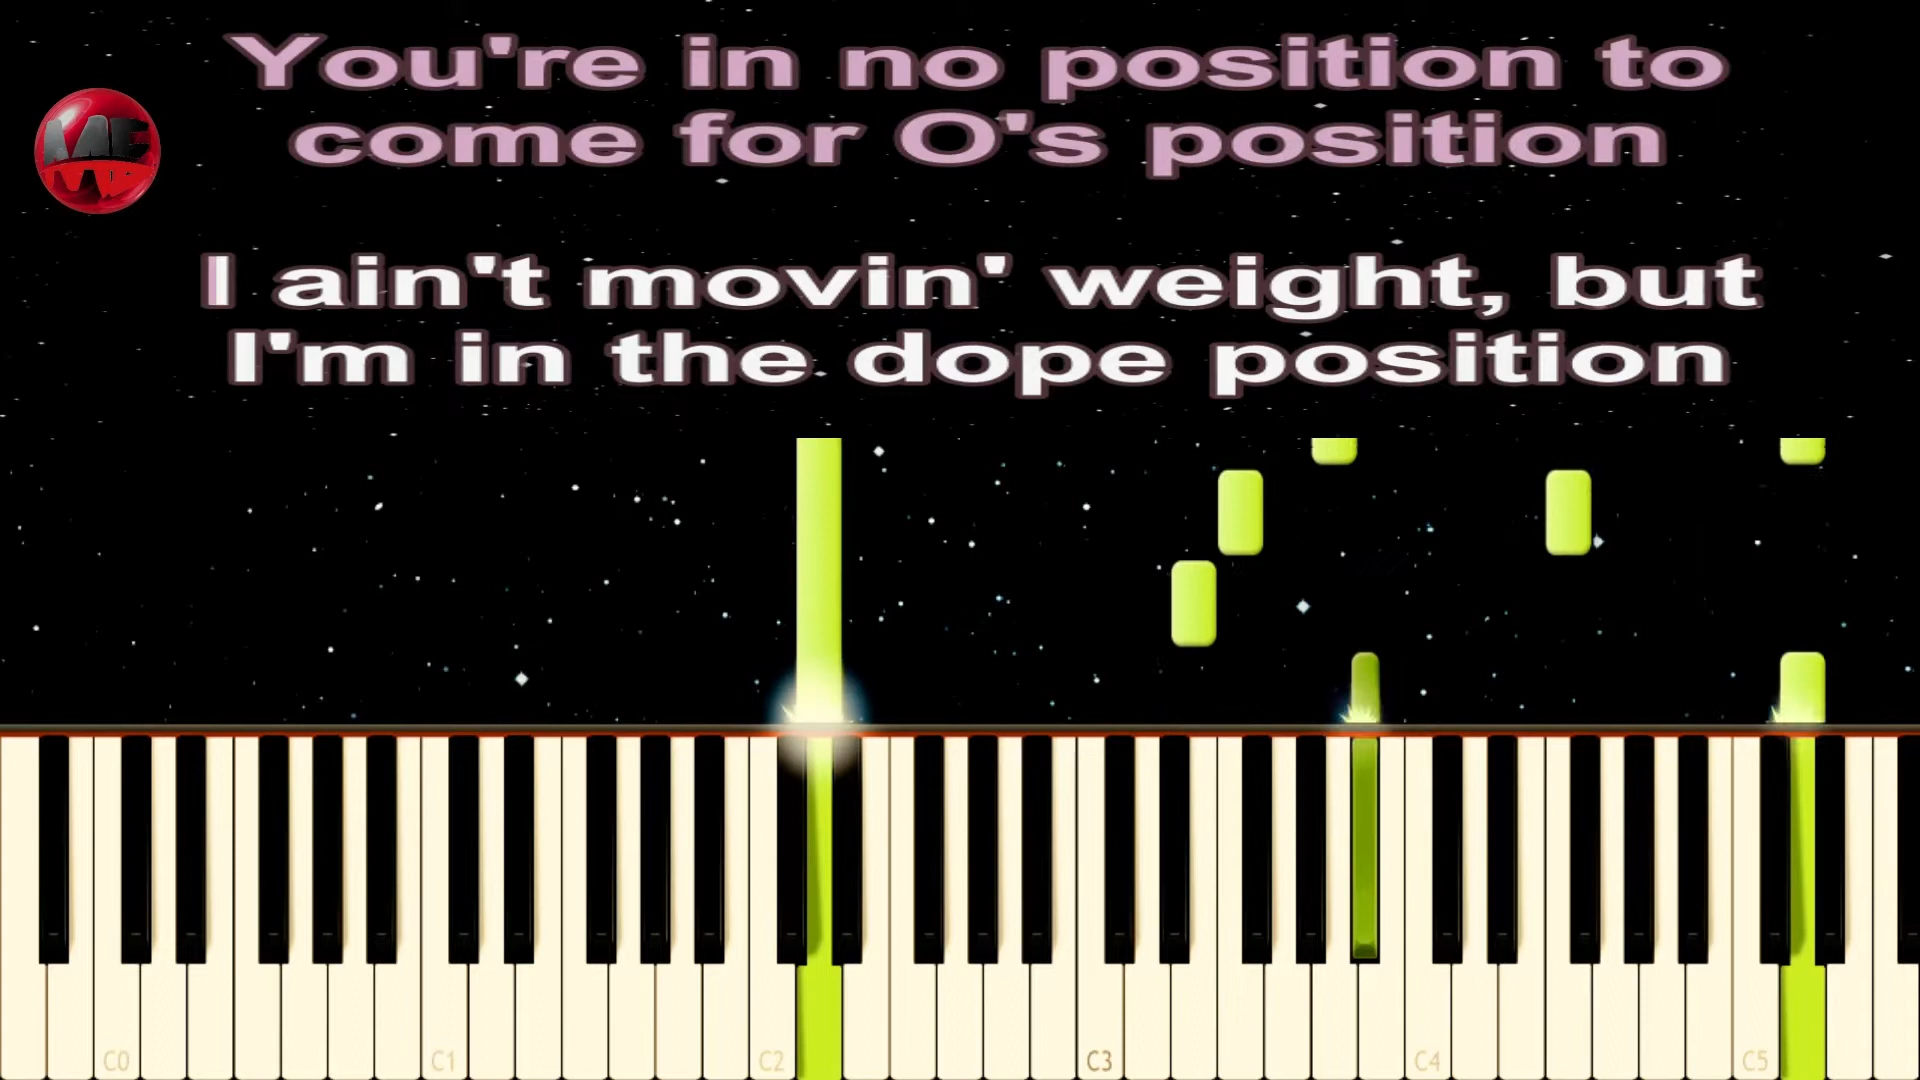 You're in no position to
come for O's position
ME
I ain't movin' weight, but
I'm in the dope position
C0 C1 C2 C3 C4 C5